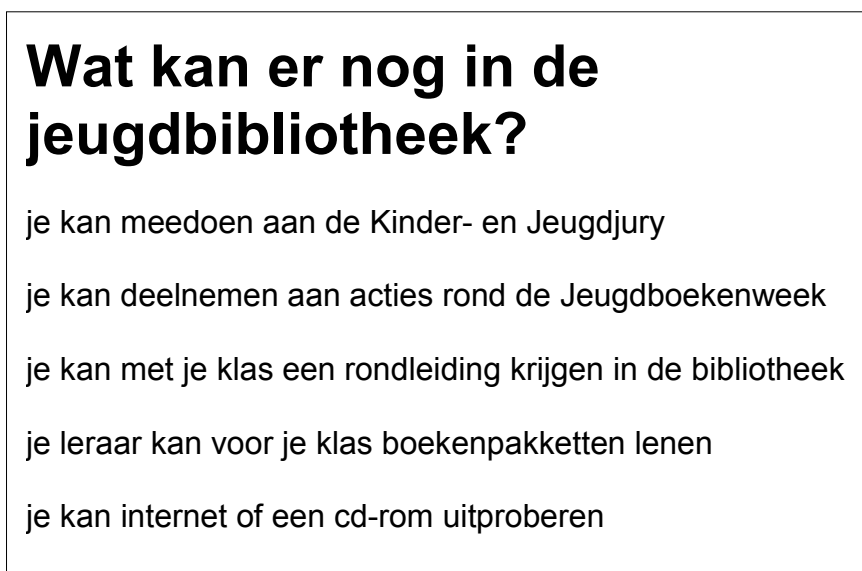 Wat kan er nog in de
jeugdbibliotheek?
je kan meedoen aan de Kinder- en Jeugdjury
je kan deelnemen aan acties rond de Jeugdboekenweek
je kan met je klas een rondleiding krijgen in de bibliotheek
je leraar kan voor je klas boekenpakketten lenen
je kan internet of een cd-rom uitproberen